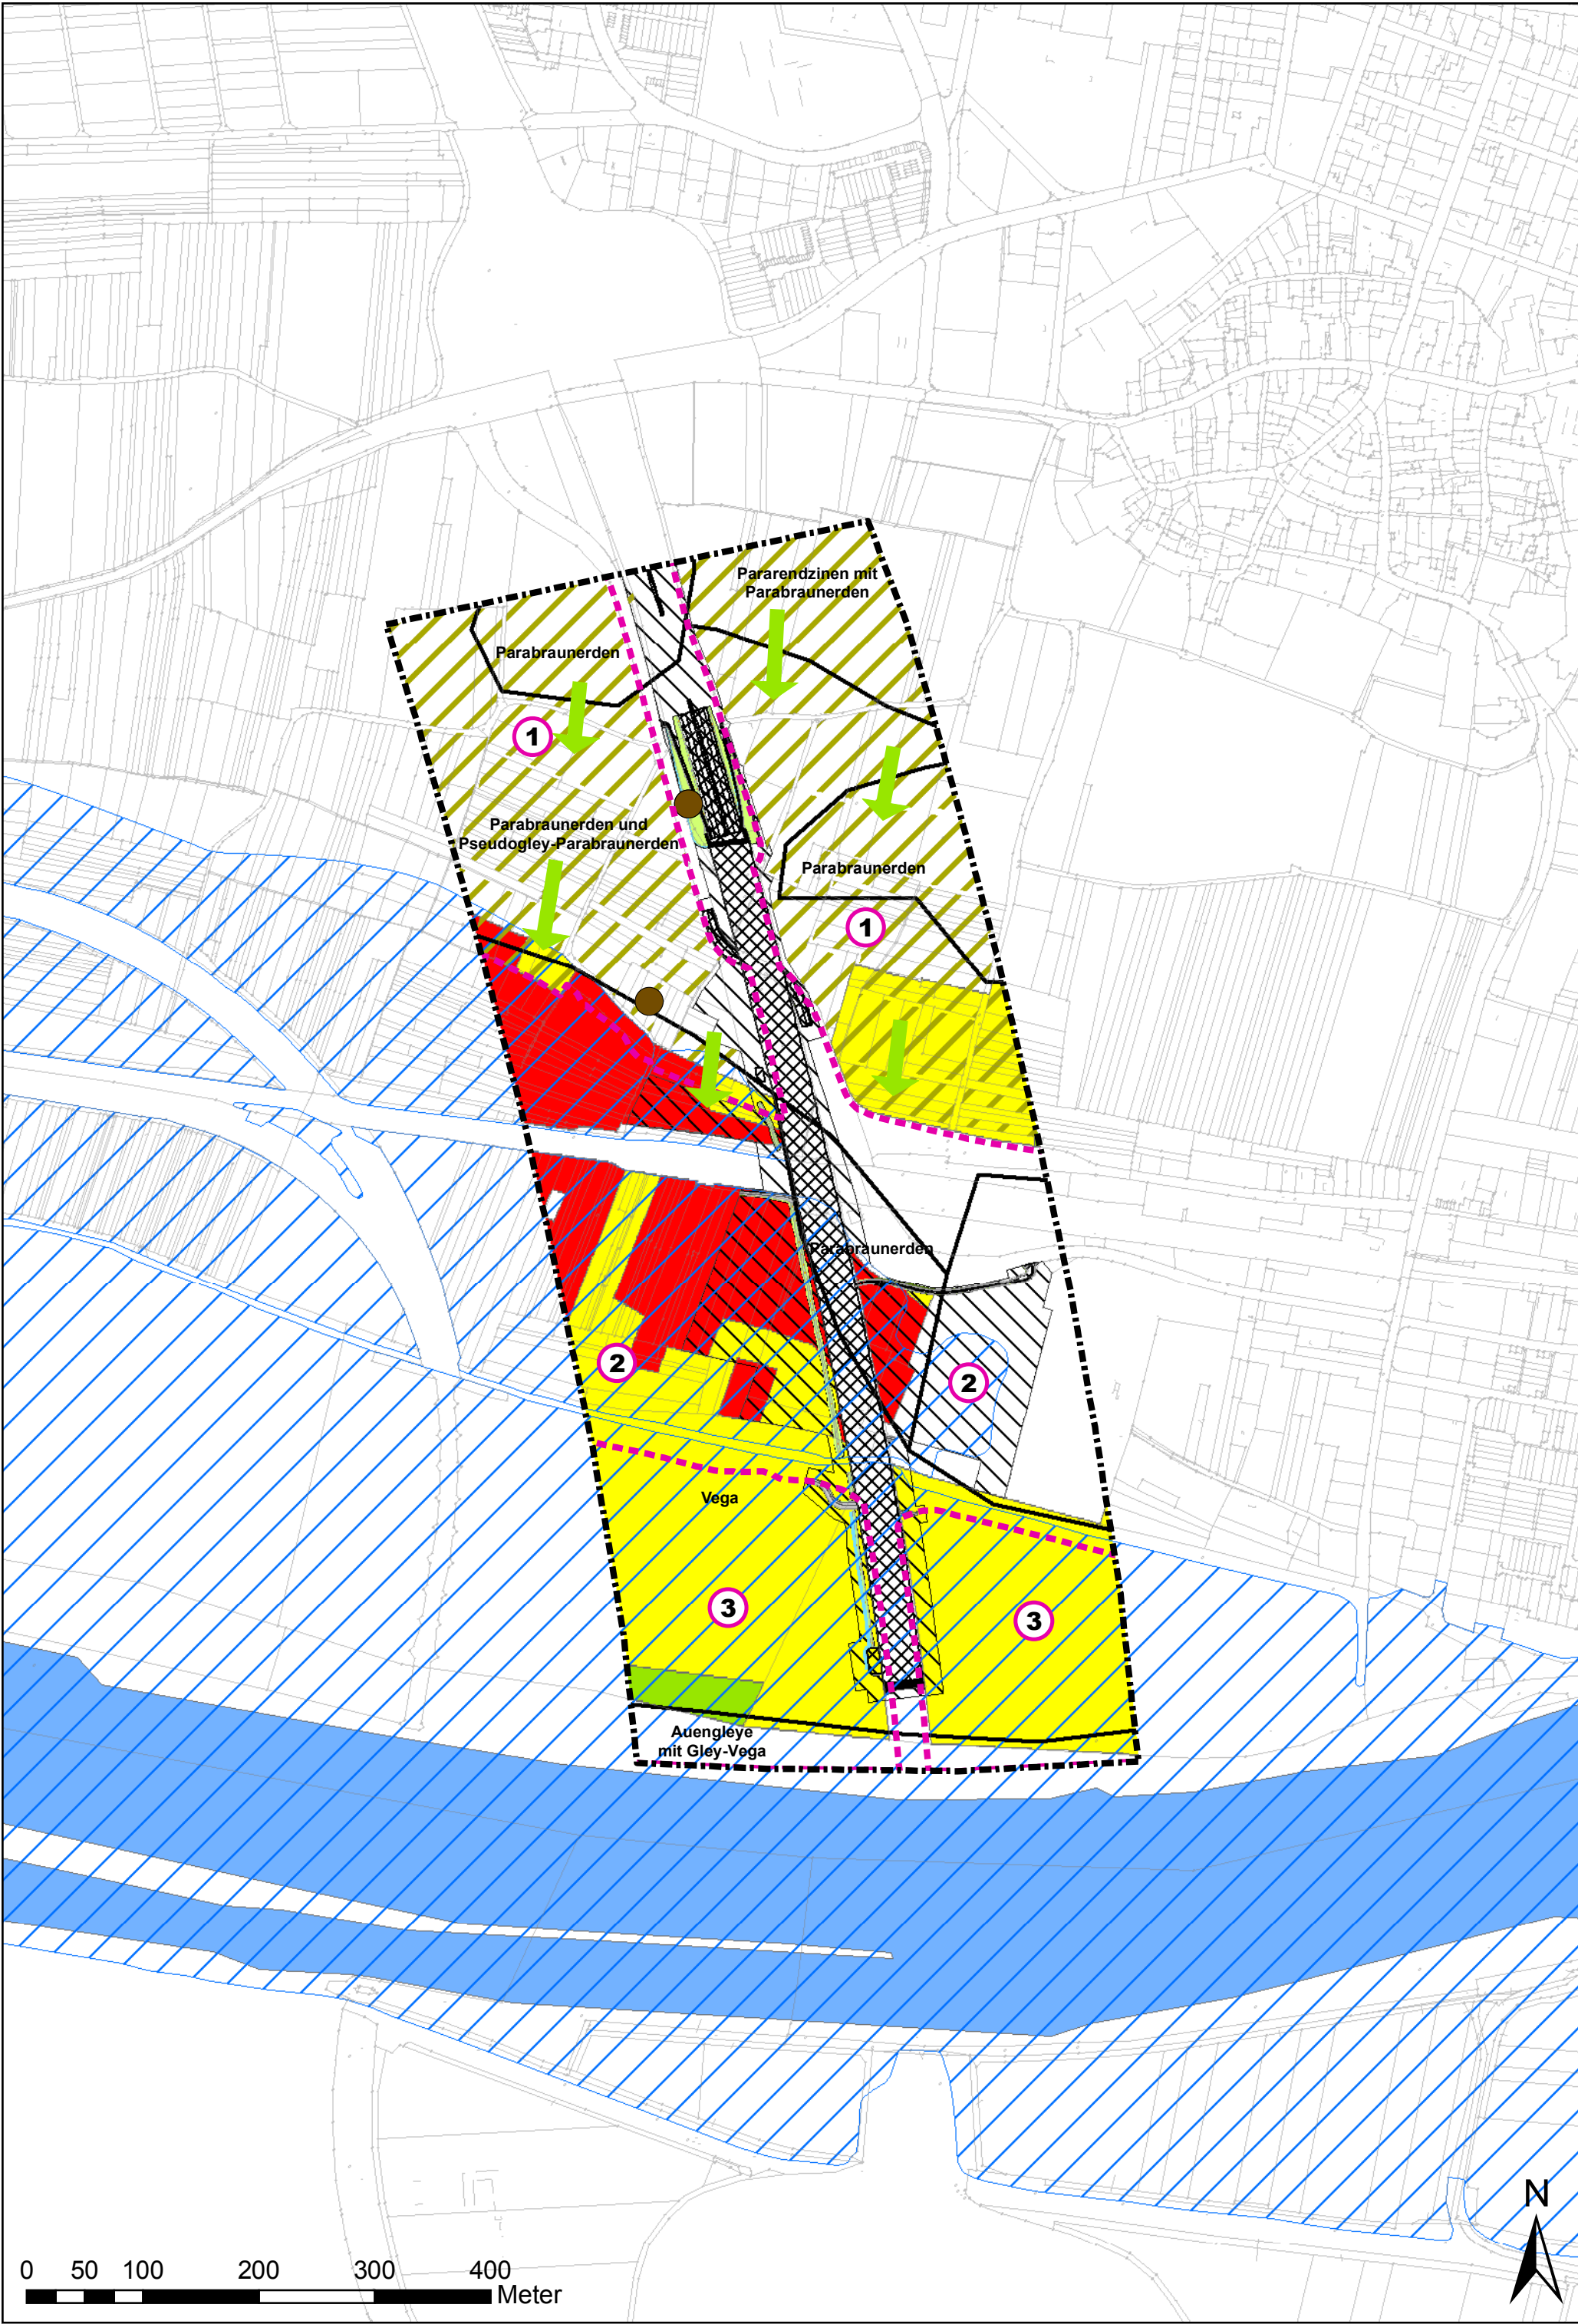 Pararendzinen mit
Parabraunerden
Parabraunerden
1
Parabraunerden und
Pseudogley-Parabraunerden
Parabraunerden
1
Parabraunerden
2
2
Vega
3
3
Auengleye
mit Gley-Vega
N
0 50 100 200 300 400
Meter